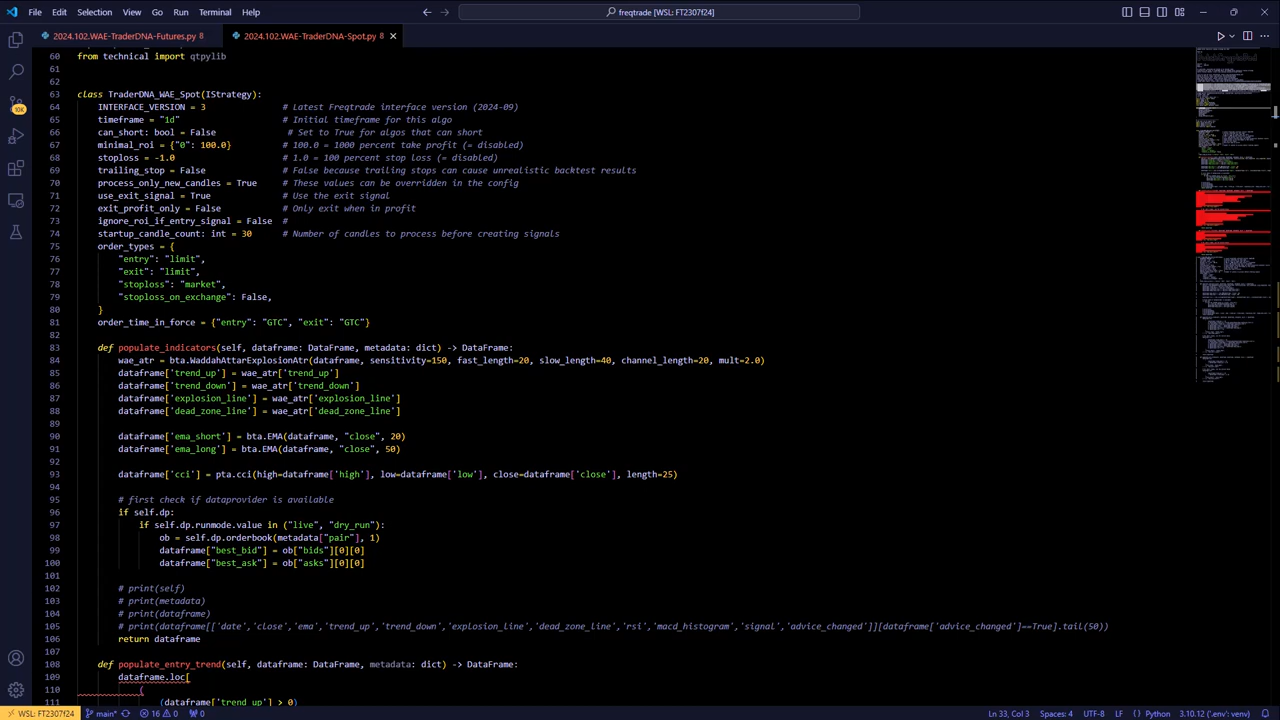 File Edit Selection View Go Run Terminal Help
freqtrade [WSL: FT2307f24]
2024.102.WAE-TraderDNA-Futures.py 8
2024.102.WAE-TraderDNA-Spot.py 8
60 from technical import qtpylib
61
62
63 class TraderDNA_WAE_Spot(IStrategy):
64 INTERFACE_VERSION = 3 # Latest Freqtrade interface version (2024-09)
65 timeframe = "1d" # Initial timeframe for this algo
66 can_short: bool = False # Set to True for algos that can short
67 minimal_roi = {"0": 100.0} # 100.0 = 1000 percent take profit (= disabled)
68 stoploss = -1.0 # 1.0 = 100 percent stop loss (= disabled)
69 trailing_stop = False # False because trailing stops can cause optimistic backtest results
70 process_only_new_candles = True # These values can be overridden in the config
71 use_exit_signal = True # Use the exit signal
72 exit_profit_only = False # Only exit when in profit
73 ignore_roi_if_entry_signal = False #
74 startup_candle_count: int = 30 # Number of candles to process before creating signals
75 order_types = {
76 "entry": "limit",
77 "exit": "limit",
78 "stoploss": "market",
79 "stoploss_on_exchange": False,
80 }
81 order_time_in_force = {"entry": "GTC", "exit": "GTC"}
82
83 def populate_indicators(self, dataframe: DataFrame, metadata: dict) -> DataFrame:
84 wae_atr = bta.WaddahAttarExplosionAtr(dataframe, sensitivity=150, fast_length=20, slow_length=40, channel_length=20, mult=2.0)
85 dataframe['trend_up'] = wae_atr['trend_up']
86 dataframe['trend_down'] = wae_atr['trend_down']
87 dataframe['explosion_line'] = wae_atr['explosion_line']
88 dataframe['dead_zone_line'] = wae_atr['dead_zone_line']
89
90 dataframe['ema_short'] = bta.EMA(dataframe, "close", 20)
91 dataframe['ema_long'] = bta.EMA(dataframe, "close", 50)
92
93 dataframe['cci'] = pta.cci(high=dataframe['high'], low=dataframe['low'], close=dataframe['close'], length=25)
94
95 # first check if dataprovider is available
96 if self.dp:
97 if self.dp.runmode.value in ("live", "dry_run"):
98 ob = self.dp.orderbook(metadata["pair"], 1)
99 dataframe["best_bid"] = ob["bids"][0][0]
100 dataframe["best_ask"] = ob["asks"][0][0]
101
102 # print(self)
103 # print(metadata)
104 # print(dataframe)
105 # print(dataframe[['date','close','ema','trend_up','trend_down','explosion_line','dead_zone_line','rsi','macd_histogram','signal','advice_changed']][dataframe['advice_changed']==True].tail(50))
106 return dataframe
107
108 def populate_entry_trend(self, dataframe: DataFrame, metadata: dict) -> DataFrame:
109 dataframe.loc[
110 (
111 (dataframe['trend_up'] > 0)
10K
WSL: FT2307f24 main* 16 0 0 Ln 33, Col 3 Spaces: 4 UTF-8 LF Python 3.10.12 ('.env': venv)